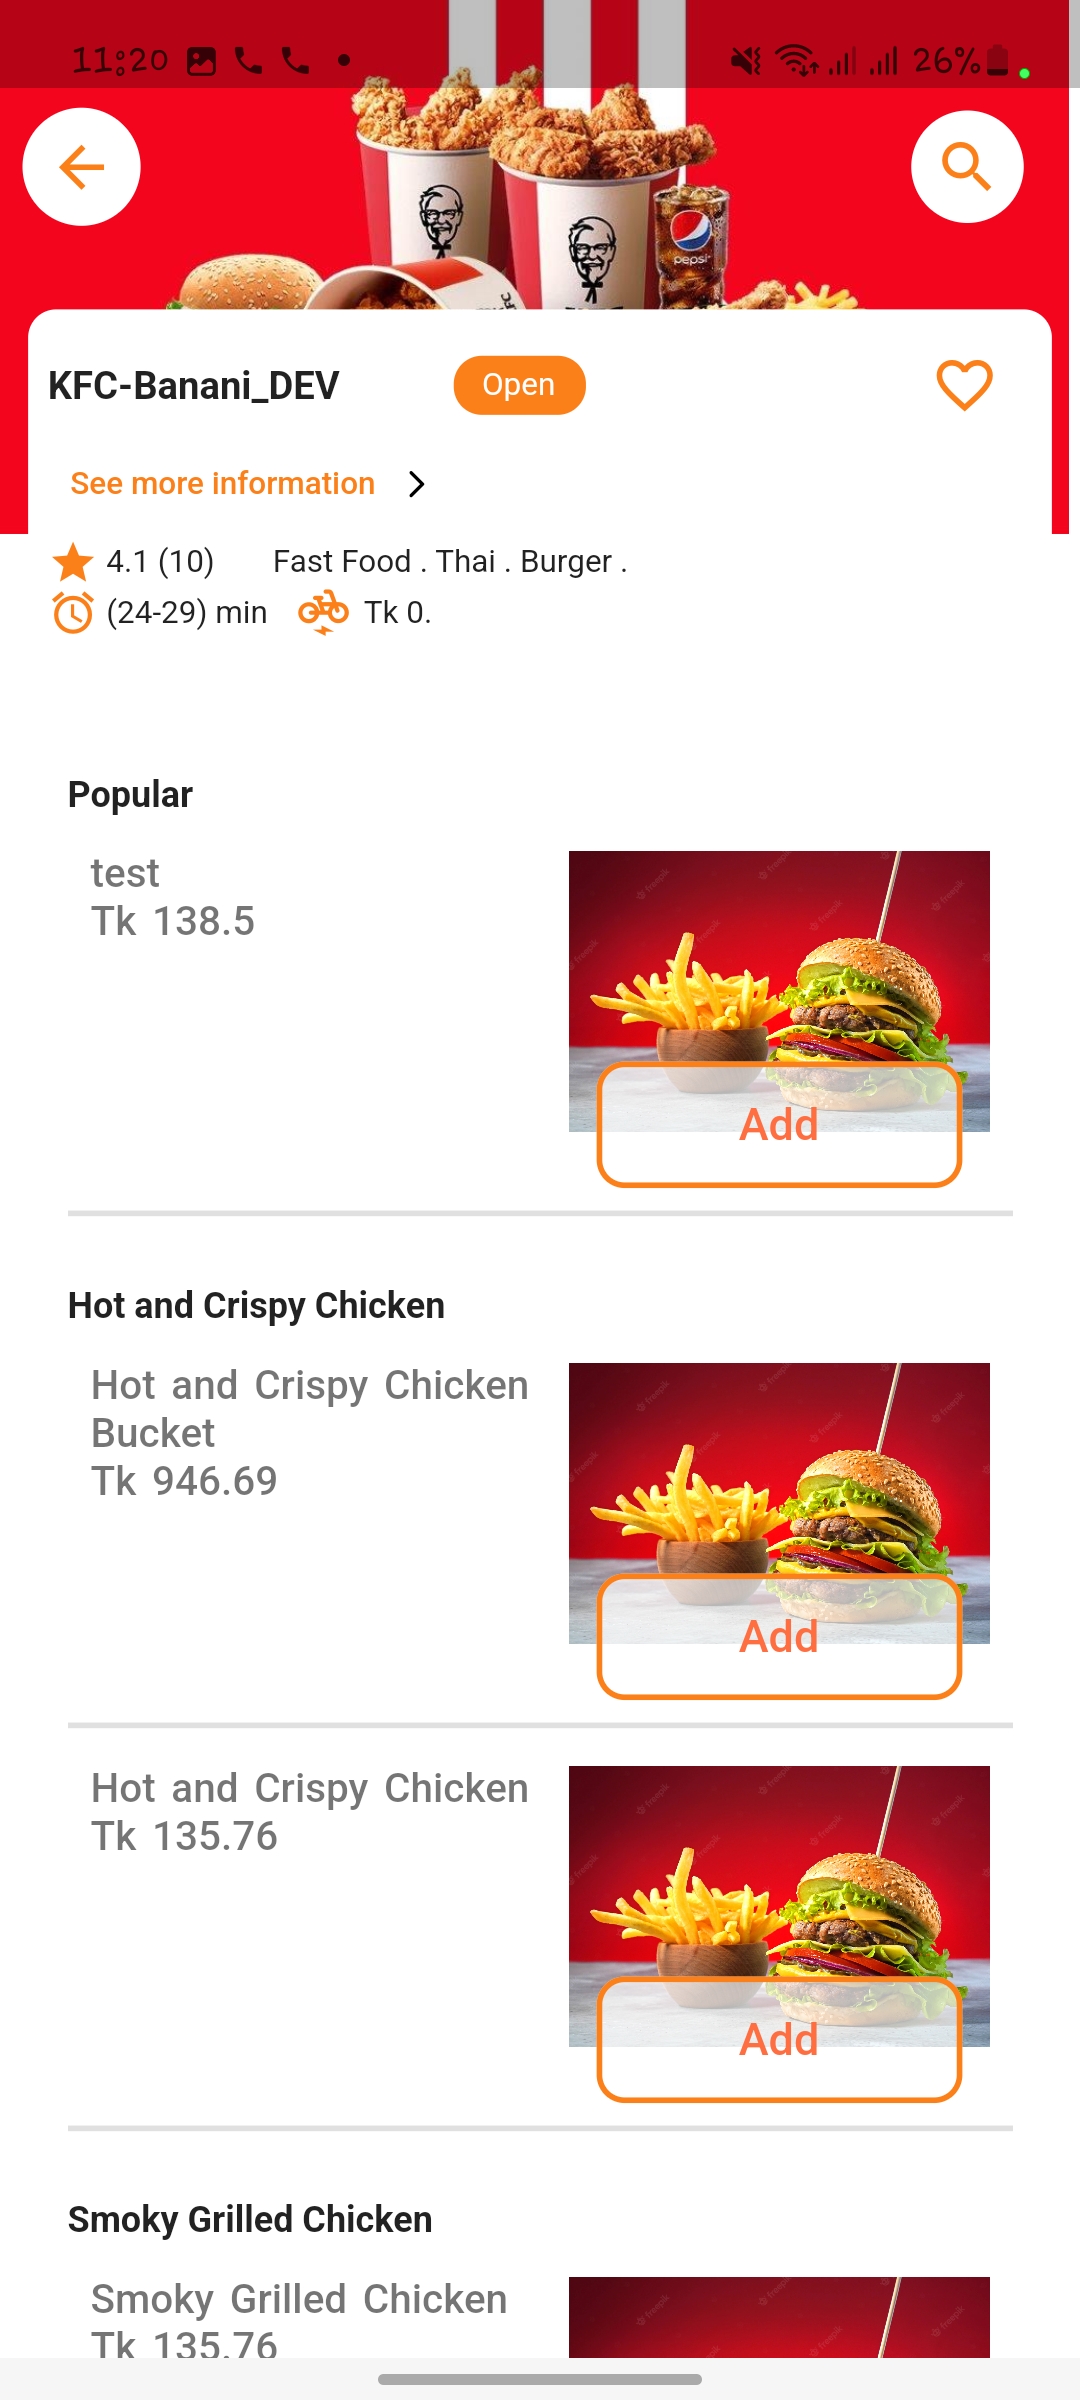 11:20 26%
pepsi
KFC
KFC-Banani_DEV Open
See more information
4.1 (10) Fast Food . Thai . Burger .
(24-29) min Tk 0.
Popular
test
Tk 138.5
Add
Hot and Crispy Chicken
Hot and Crispy Chicken
Bucket
Tk 946.69
Add
Hot and Crispy Chicken
Tk 135.76
Add
Smoky Grilled Chicken
Smoky Grilled Chicken
Tk 135.76